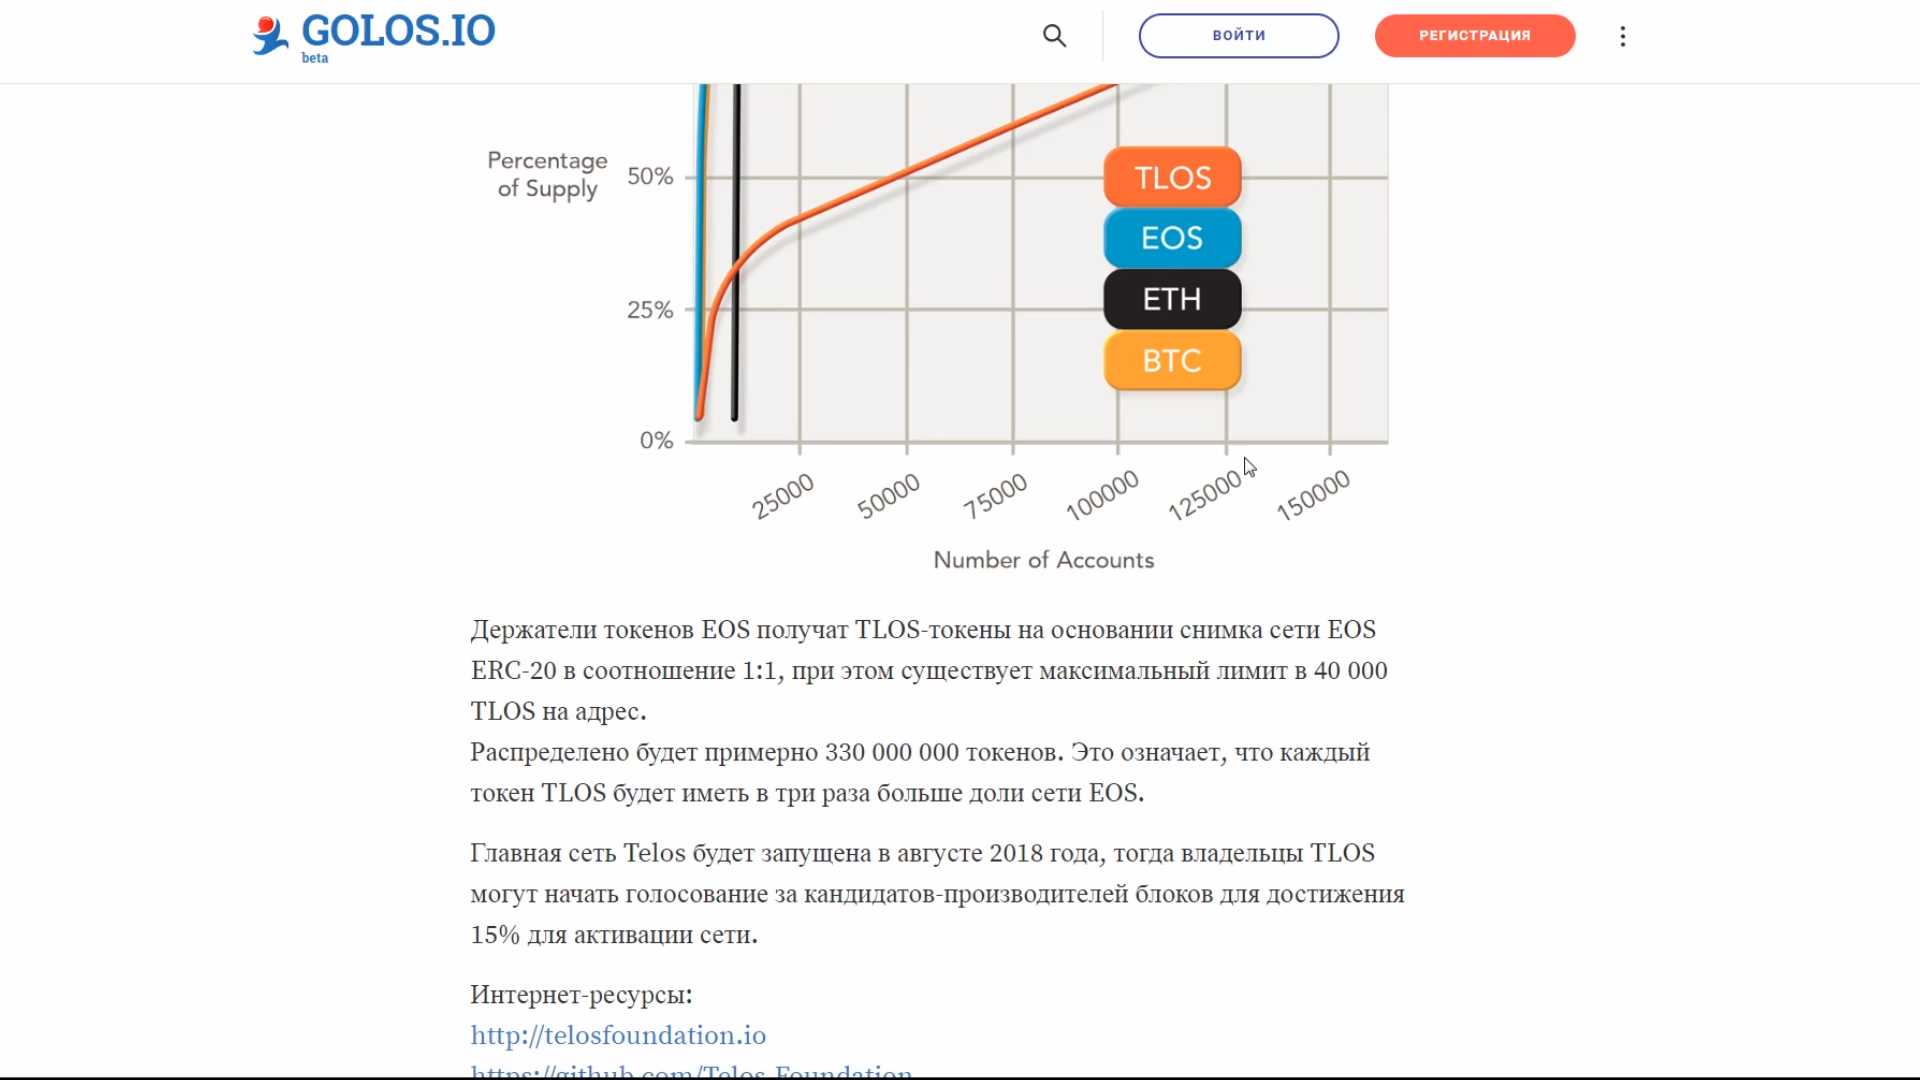 GOLOS.IO
beta
ВОЙТИ
РЕГИСТРАЦИЯ
Percentage
of Supply
50%
25%
0%
TLOS
EOS
ETH
BTC
25000
50000
75000
100000
125000
150000
Number of Accounts
Держатели токенов EOS получат TLOS-токены на основании снимка сети EOS
ERC-20 в соотношение 1:1, при этом существует максимальный лимит в 40 000
TLOS на адрес.
Распределено будет примерно 330 000 000 токенов. Это означает, что каждый
токен TLOS будет иметь в три раза больше доли сети EOS.
Главная сеть Telos будет запущена в августе 2018 года, тогда владельцы TLOS
могут начать голосование за кандидатов-производителей блоков для достижения
15% для активации сети.
Интернет-ресурсы:
http://telosfoundation.io
https://github.com/Telos-Foundation